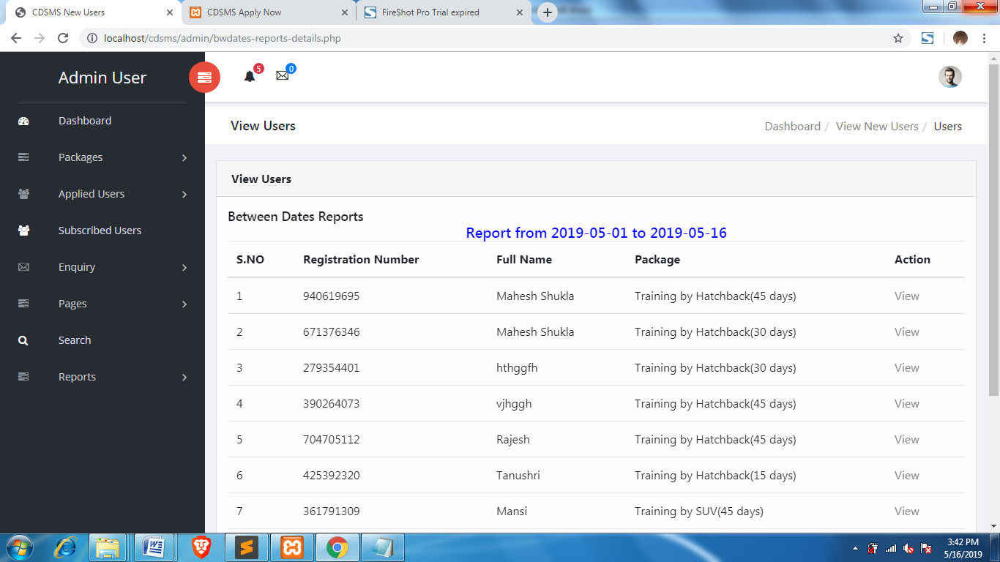 CDSMS New Users
CDSMS Apply Now
FireShot Pro Trial expired
localhost/cdsms/admin/bwdates-reports-details.php
Admin User
5
0
Dashboard
Packages
Applied Users
Subscribed Users
Enquiry
Pages
Search
Reports
View Users
Dashboard / View New Users / Users
View Users
Between Dates Reports
Report from 2019-05-01 to 2019-05-16
S.NO Registration Number Full Name Package Action
1 940619695 Mahesh Shukla Training by Hatchback(45 days) View
2 671376346 Mahesh Shukla Training by Hatchback(30 days) View
3 279354401 hthggfh Training by Hatchback(30 days) View
4 390264073 vjhggh Training by Hatchback(45 days) View
5 704705112 Rajesh Training by Hatchback(45 days) View
6 425392320 Tanushri Training by Hatchback(15 days) View
7 361791309 Mansi Training by SUV(45 days) View
3:42 PM
5/16/2019